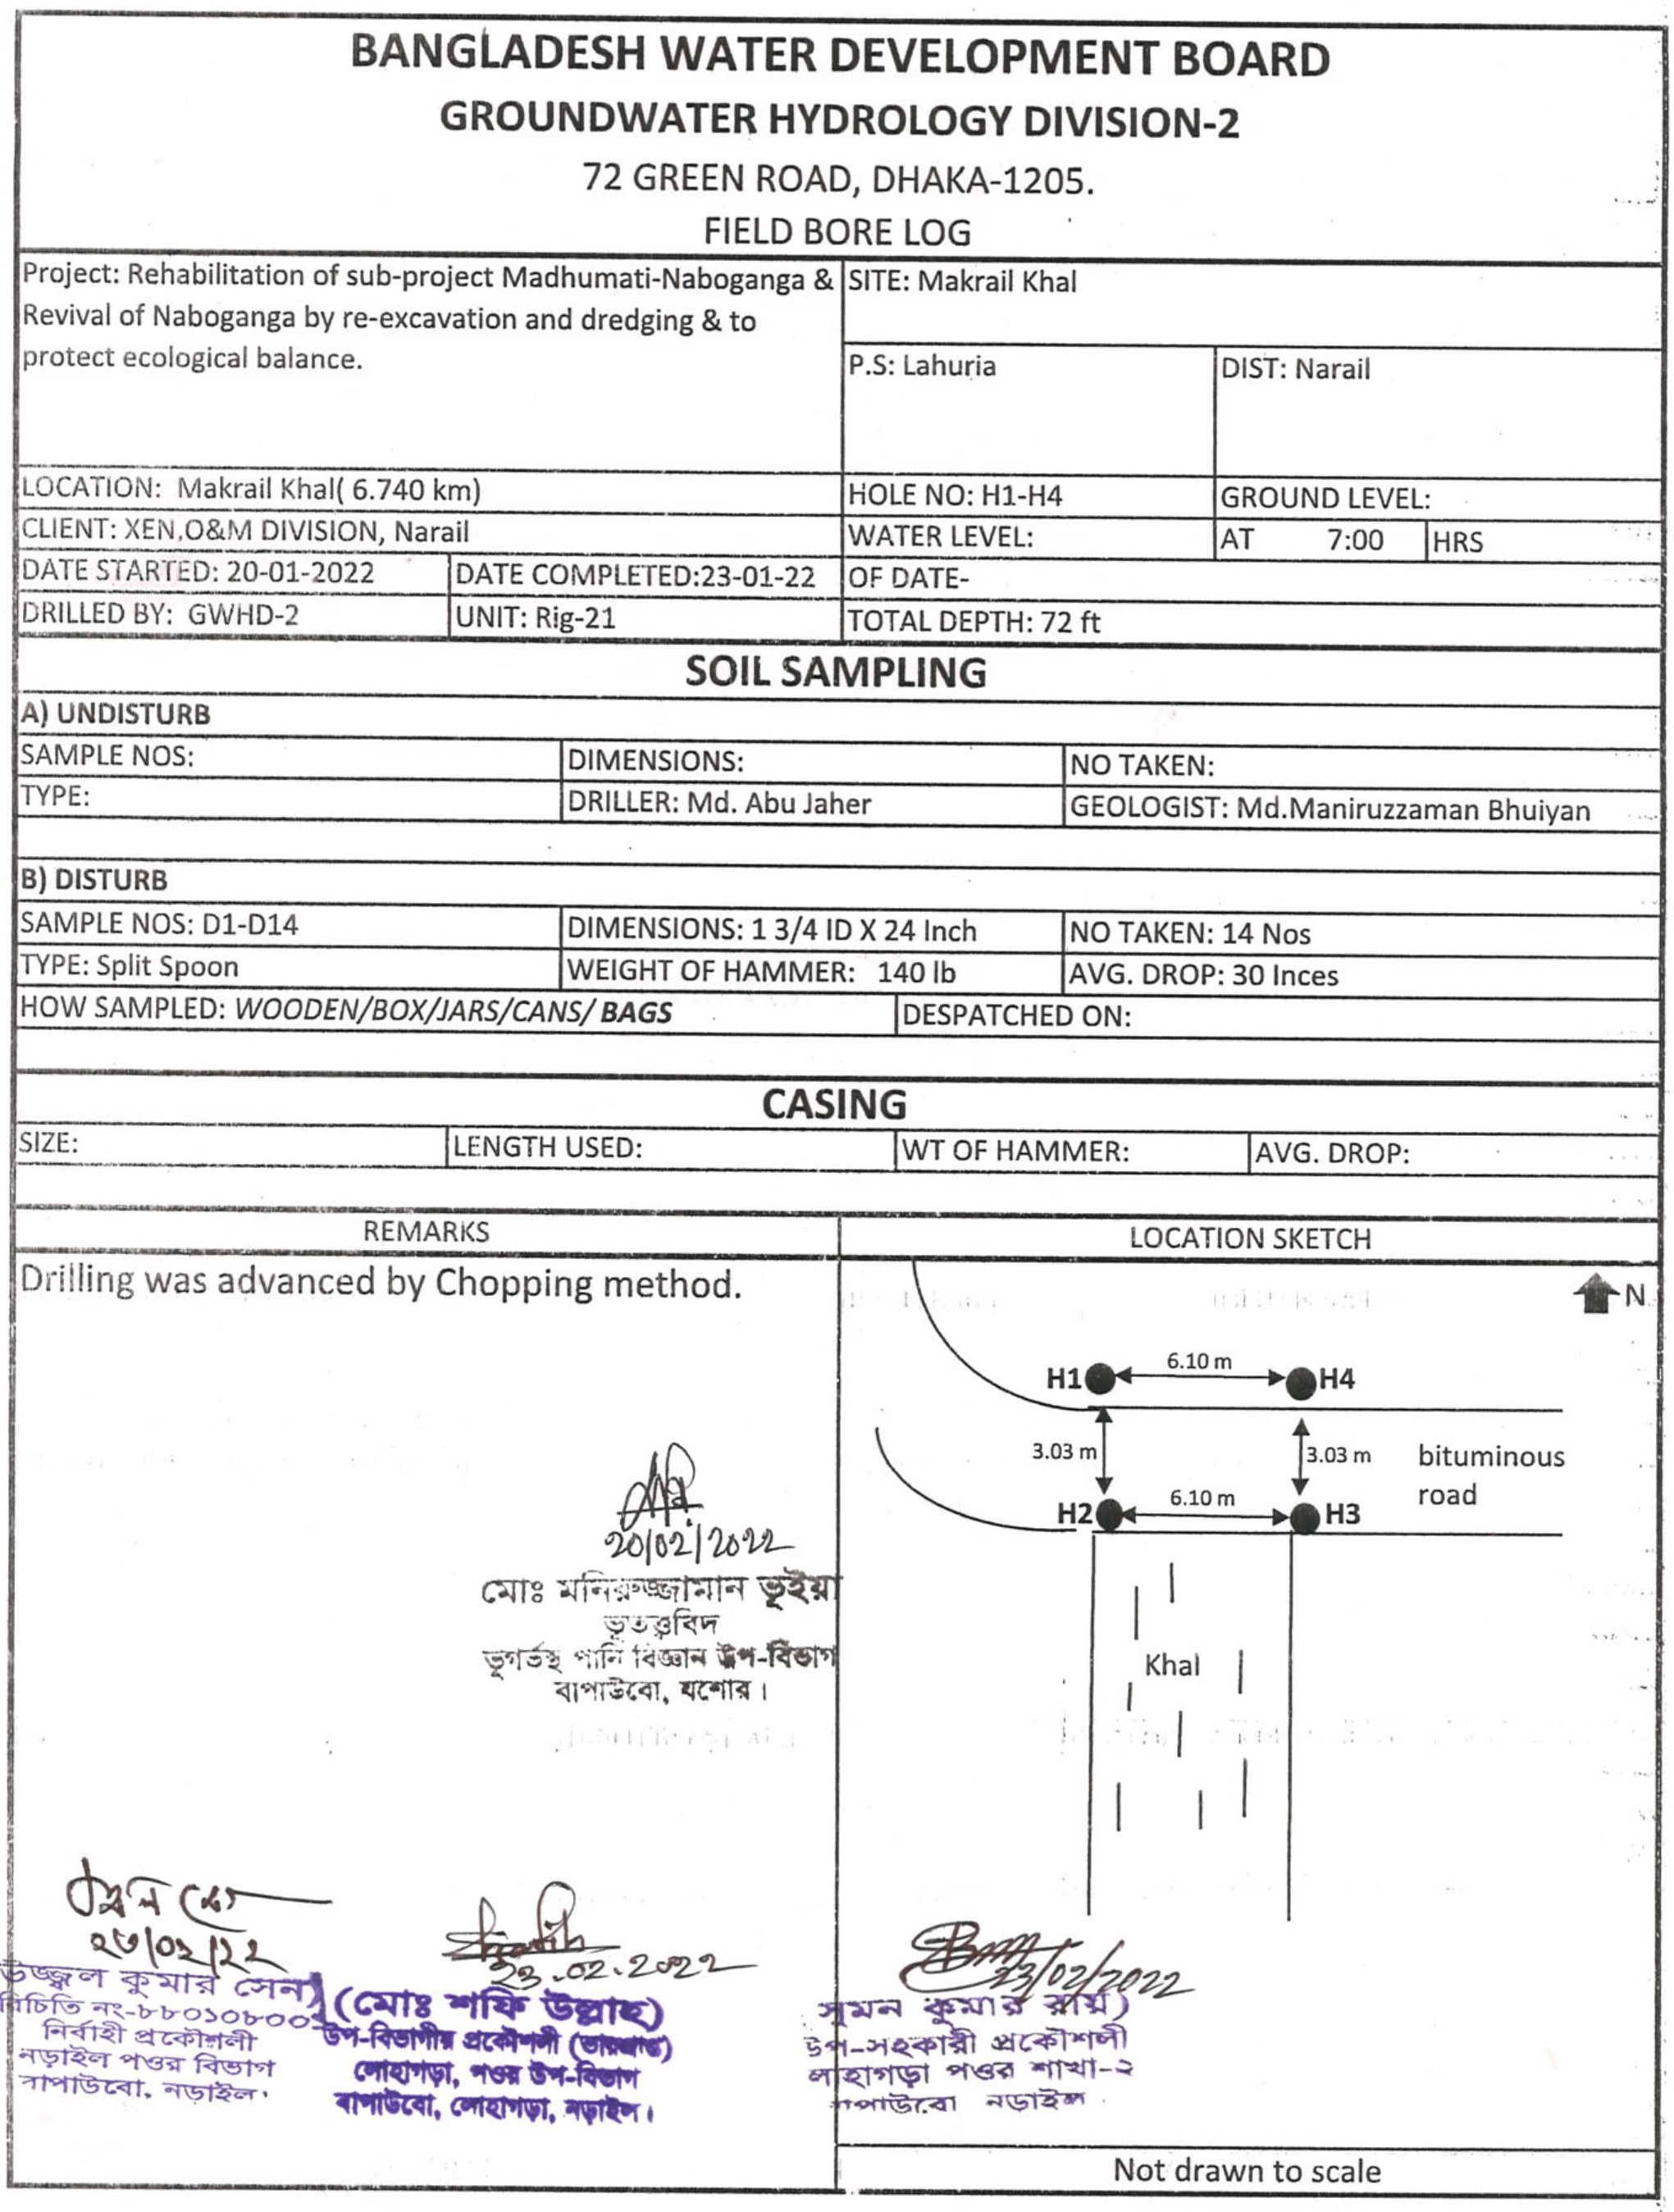 BANGLADESH WATER DEVELOPMENT BOARD
GROUNDWATER HYDROLOGY DIVISION-2
72 GREEN ROAD, DHAKA-1205.
FIELD BORE LOG
Project: Rehabilitation of sub-project Madhumati-Naboganga &
Revival of Naboganga by re-excavation and dredging & to
protect ecological balance.
SITE: Makrail Khal
P.S: Lahuria
DIST: Narail
LOCATION: Makrail Khal( 6.740 km)
HOLE NO: H1-H4
GROUND LEVEL:
CLIENT: XEN,O&M DIVISION, Narail
WATER LEVEL:
AT 7:00 HRS
DATE STARTED: 20-01-2022
DATE COMPLETED:23-01-22
OF DATE-
DRILLED BY: GWHD-2
UNIT: Rig-21
TOTAL DEPTH: 72 ft
SOIL SAMPLING
A) UNDISTURB
SAMPLE NOS:
DIMENSIONS:
NO TAKEN:
TYPE:
DRILLER: Md. Abu Jaher
GEOLOGIST: Md.Maniruzzaman Bhuiyan
B) DISTURB
SAMPLE NOS: D1-D14
DIMENSIONS: 1 3/4 ID X 24 Inch
NO TAKEN: 14 Nos
TYPE: Split Spoon
WEIGHT OF HAMMER: 140 lb
AVG. DROP: 30 Inces
HOW SAMPLED: WOODEN/BOX/JARS/CANS/ BAGS
DESPATCHED ON:
CASING
SIZE:
LENGTH USED:
WT OF HAMMER:
AVG. DROP:
REMARKS
LOCATION SKETCH
Drilling was advanced by Chopping method.
N
H1
6.10 m
H4
3.03 m
3.03 m
bituminous
road
H2
6.10 m
H3
Khal
20/02/2022
মোঃ মনিরুজ্জামান ভূইয়া
ভূতত্ত্ববিদ
ভূগর্ভস্থ পানি বিজ্ঞান উপ-বিভাগ
বাপাউবো, যশোর।
উজ্জ্বল কুমার সেন)
নির্বাহী প্রকৌশলী
নড়াইল পওর বিভাগ
বাপাউবো, নড়াইল।
23.02.2022
(মোঃ শফি উল্লাহ)
উপ-বিভাগীয় প্রকৌশলী
লোহাগড়া, পওর উপ-বিভাগ
বাপাউবো, লোহাগড়া, নড়াইল।
23/02/2022
সুমন কুমার রায়)
উপ-সহকারী প্রকৌশলী
লোহাগড়া পওর শাখা-২
বাপাউবো নড়াইল
Not drawn to scale